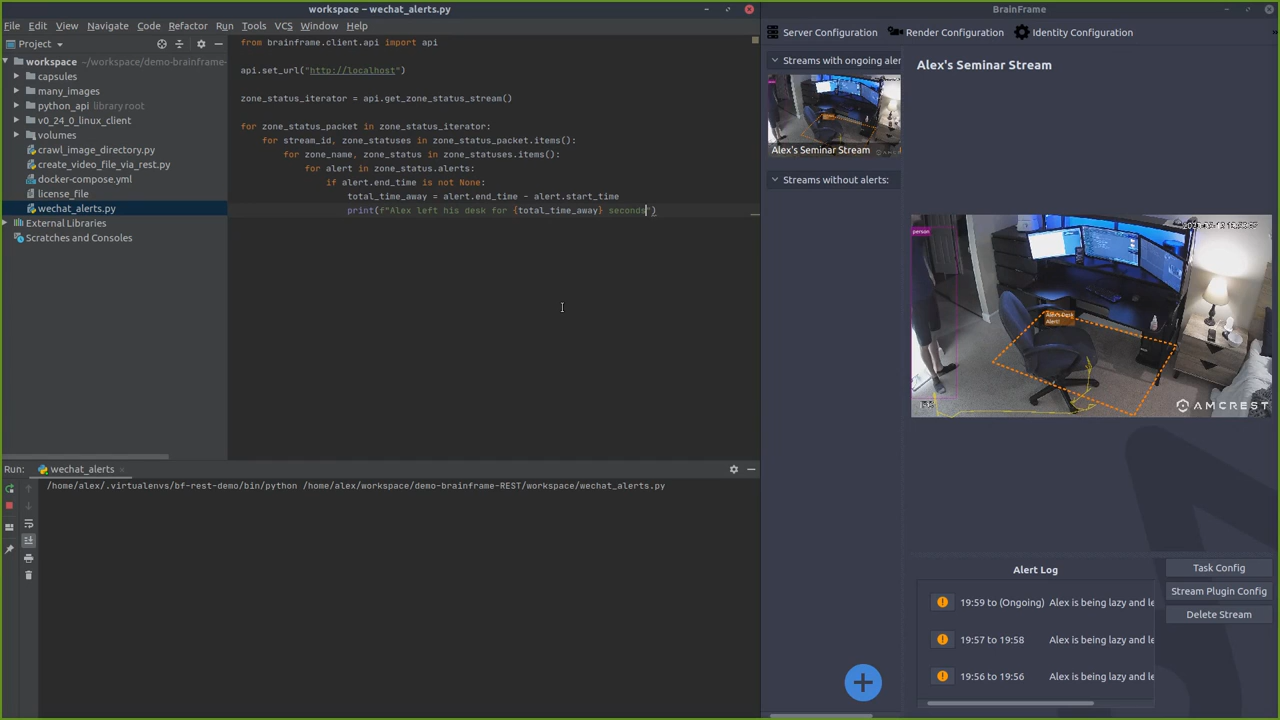 workspace – wechat_alerts.py
File Edit View Navigate Code Refactor Run Tools VCS Window Help
Project
workspace ~/workspace/demo-brainframe-
capsules
many_images
python_api library root
v0_24_0_linux_client
volumes
crawl_image_directory.py
create_video_file_via_rest.py
docker-compose.yml
license_file
wechat_alerts.py
External Libraries
Scratches and Consoles
from brainframe.client.api import api
api.set_url("http://localhost")
zone_status_iterator = api.get_zone_status_stream()
for zone_status_packet in zone_status_iterator:
for stream_id, zone_statuses in zone_status_packet.items():
for zone_name, zone_status in zone_statuses.items():
for alert in zone_status.alerts:
if alert.end_time is not None:
total_time_away = alert.end_time - alert.start_time
print(f"Alex left his desk for {total_time_away} seconds")
Run: wechat_alerts
/home/alex/.virtualenvs/bf-rest-demo/bin/python /home/alex/workspace/demo-brainframe-REST/workspace/wechat_alerts.py
BrainFrame
Server Configuration Render Configuration Identity Configuration
Streams with ongoing aler
Alex's Seminar Stream
Streams without alerts:
Alex's Seminar Stream
person
Alex's Desk
Alert!
AMCREST
Alert Log
19:59 to (Ongoing) Alex is being lazy and le
19:57 to 19:58 Alex is being lazy and le
19:56 to 19:56 Alex is being lazy and le
Task Config
Stream Plugin Config
Delete Stream